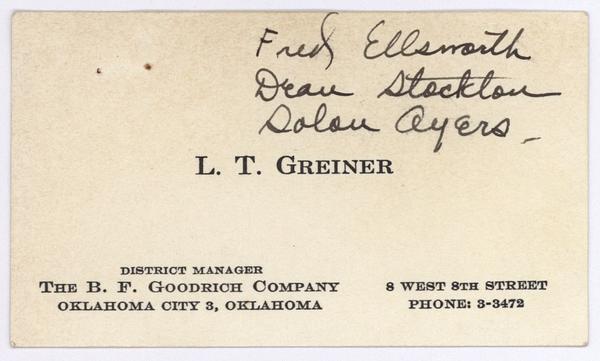 Fred Ellsworth
Dean Stockton
Solon Ayers
L. T. Greiner
DISTRICT MANAGER
The B. F. Goodrich Company
OKLAHOMA CITY 3, OKLAHOMA
8 WEST 8TH STREET
PHONE: 3-3472